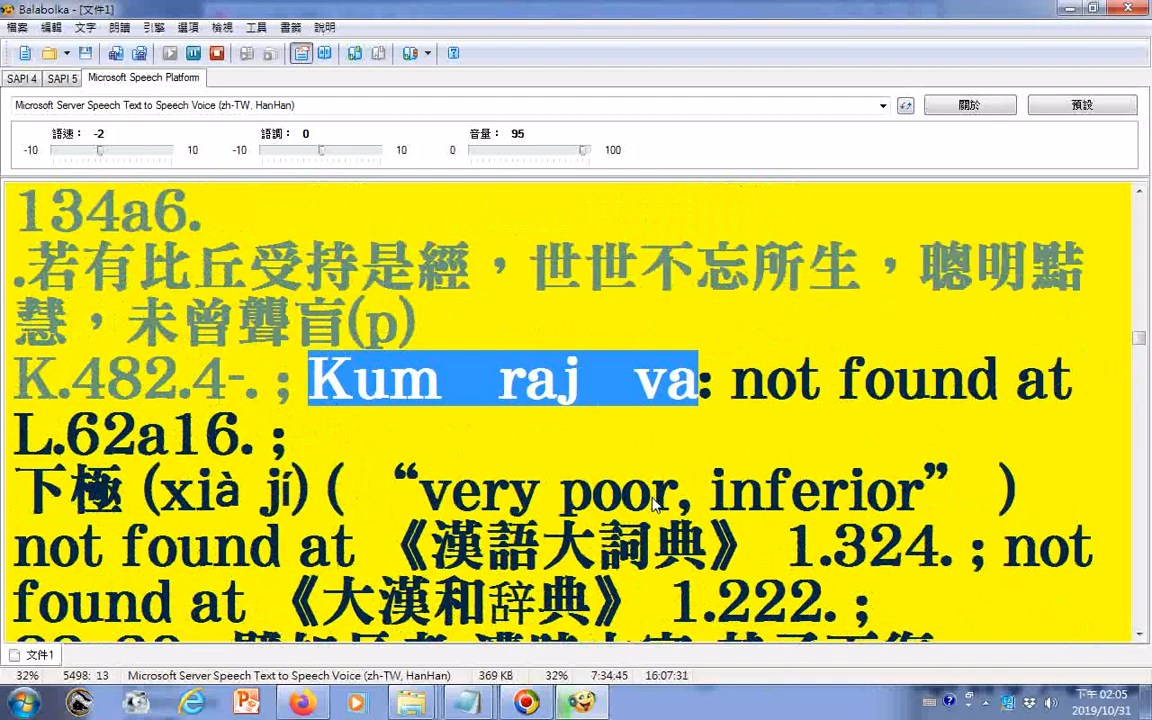 Balabolka - [文件1]
檔案 編輯 文字 朗讀 引擎 選項 檢視 工具 書籤 說明
SAPI 4 SAPI 5 Microsoft Speech Platform
Microsoft Server Speech Text to Speech Voice (zh-TW, HanHan) 關於 預設
語速： -2 語調： 0 音量： 95
-10 10 -10 10 0 100
134a6.
.若有比丘受持是經，世世不忘所生，聰明黠
慧，未曾聾盲(p)
K.482.4-. ; Kum raj va: not found at
L.62a16. ;
下極 (xià jí) ( “very poor, inferior” )
not found at 《漢語大詞典》 1.324. ; not
found at 《大漢和辞典》 1.222. ;
文件1
32% 5498: 13 Microsoft Server Speech Text to Speech Voice (zh-TW, HanHan) 369 KB 32% 7:34:45 16:07:31
下午 02:05
2019/10/31